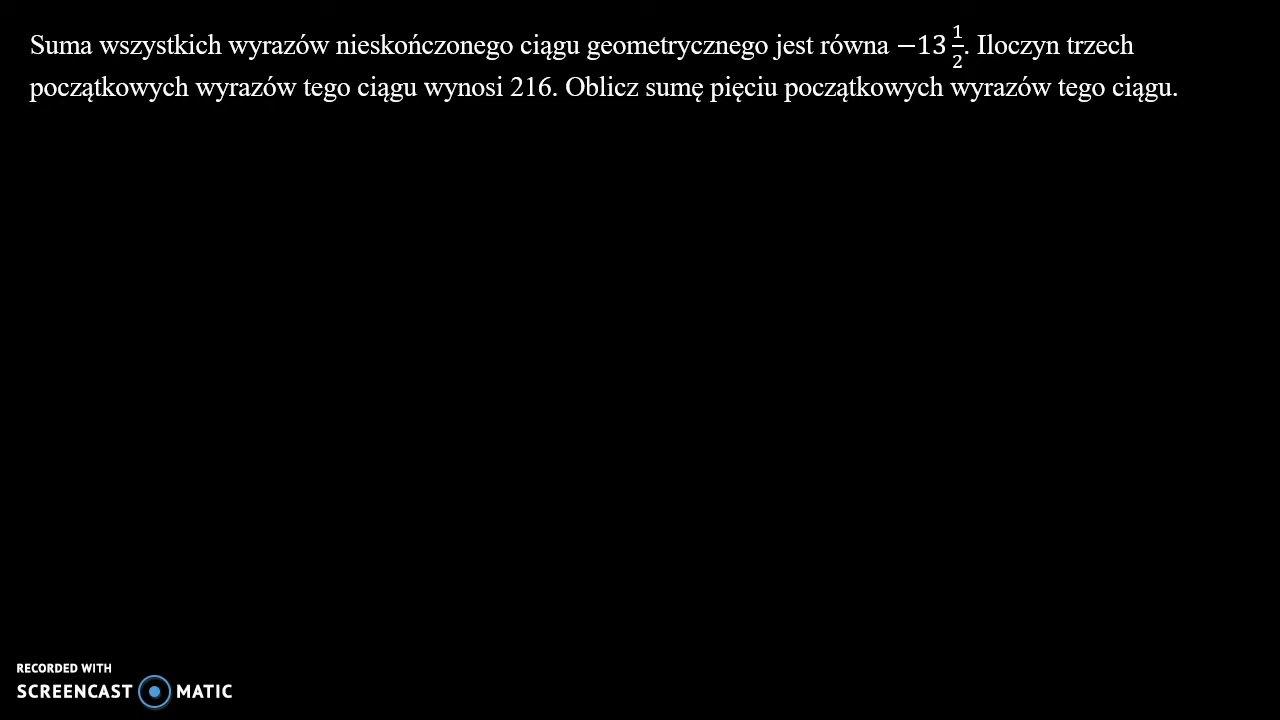 Suma wszystkich wyrazów nieskończonego ciągu geometrycznego jest równa −13 1/2. Iloczyn trzech
początkowych wyrazów tego ciągu wynosi 216. Oblicz sumę pięciu początkowych wyrazów tego ciągu.
RECORDED WITH
SCREENCAST MATIC